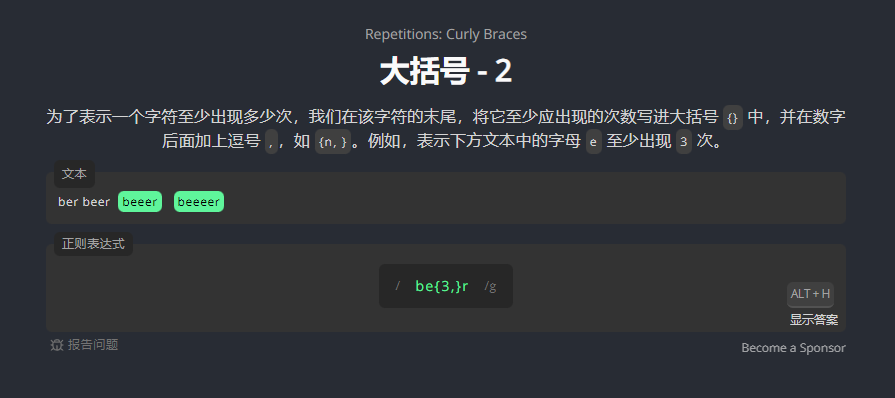 Repetitions: Curly Braces
大括号 - 2
为了表示一个字符至少出现多少次，我们在该字符的末尾，将它至少应出现的次数写进大括号 {} 中，并在数字
后面加上逗号 , ，如 {n, } 。例如，表示下方文本中的字母 e 至少出现 3 次。
文本
ber beer beeer beeeer
正则表达式
/ be{3,}r /g
ALT + H
显示答案
报告问题
Become a Sponsor